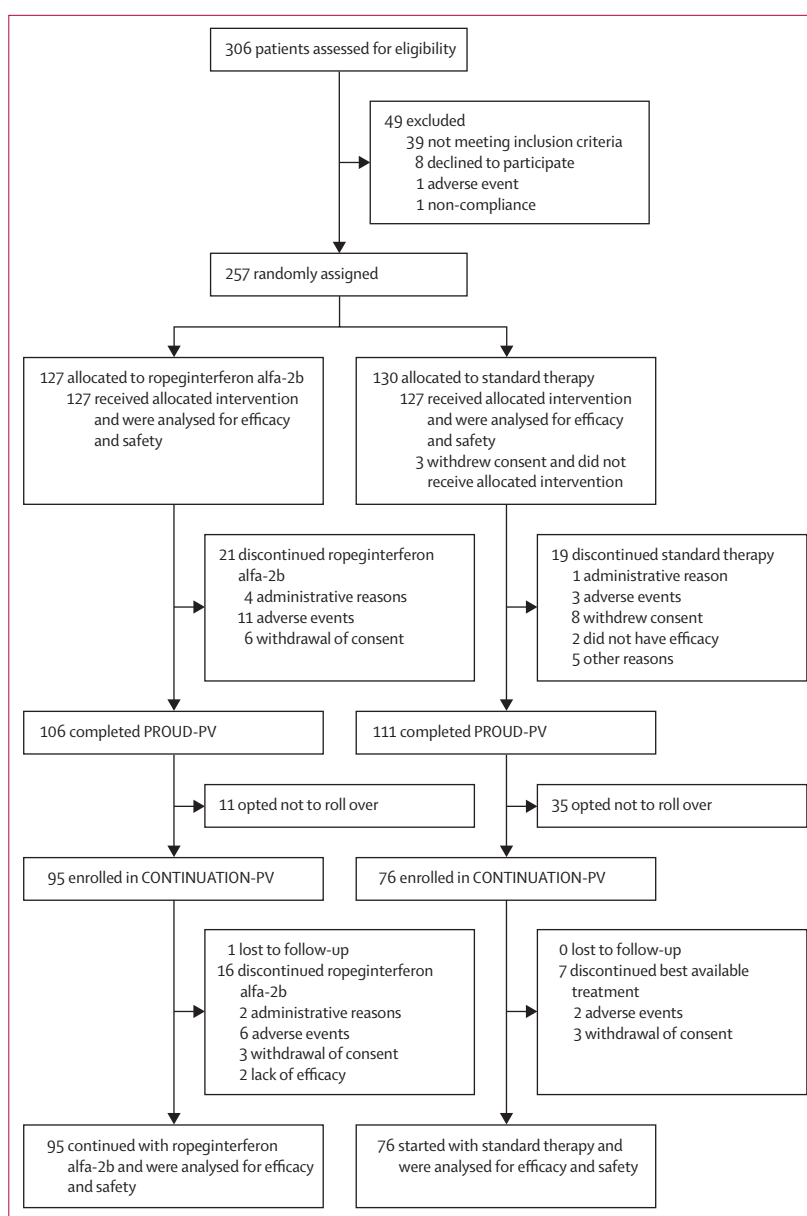 306 patients assessed for eligibility
49 excluded
39 not meeting inclusion criteria
8 declined to participate
1 adverse event
1 non-compliance
257 randomly assigned
127 allocated to ropeginterferon alfa-2b
127 received allocated intervention
and were analysed for efficacy
and safety
130 allocated to standard therapy
127 received allocated intervention
and were analysed for efficacy
and safety
3 withdrew consent and did not
receive allocated intervention
21 discontinued ropeginterferon
alfa-2b
4 administrative reasons
11 adverse events
6 withdrawal of consent
19 discontinued standard therapy
1 administrative reason
3 adverse events
8 withdrew consent
2 did not have efficacy
5 other reasons
106 completed PROUD-PV
111 completed PROUD-PV
11 opted not to roll over
35 opted not to roll over
95 enrolled in CONTINUATION-PV
76 enrolled in CONTINUATION-PV
1 lost to follow-up
16 discontinued ropeginterferon
alfa-2b
2 administrative reasons
6 adverse events
3 withdrawal of consent
2 lack of efficacy
0 lost to follow-up
7 discontinued best available
treatment
2 adverse events
3 withdrawal of consent
95 continued with ropeginterferon
alfa-2b and were analysed for efficacy
and safety
76 started with standard therapy and
were analysed for efficacy and safety